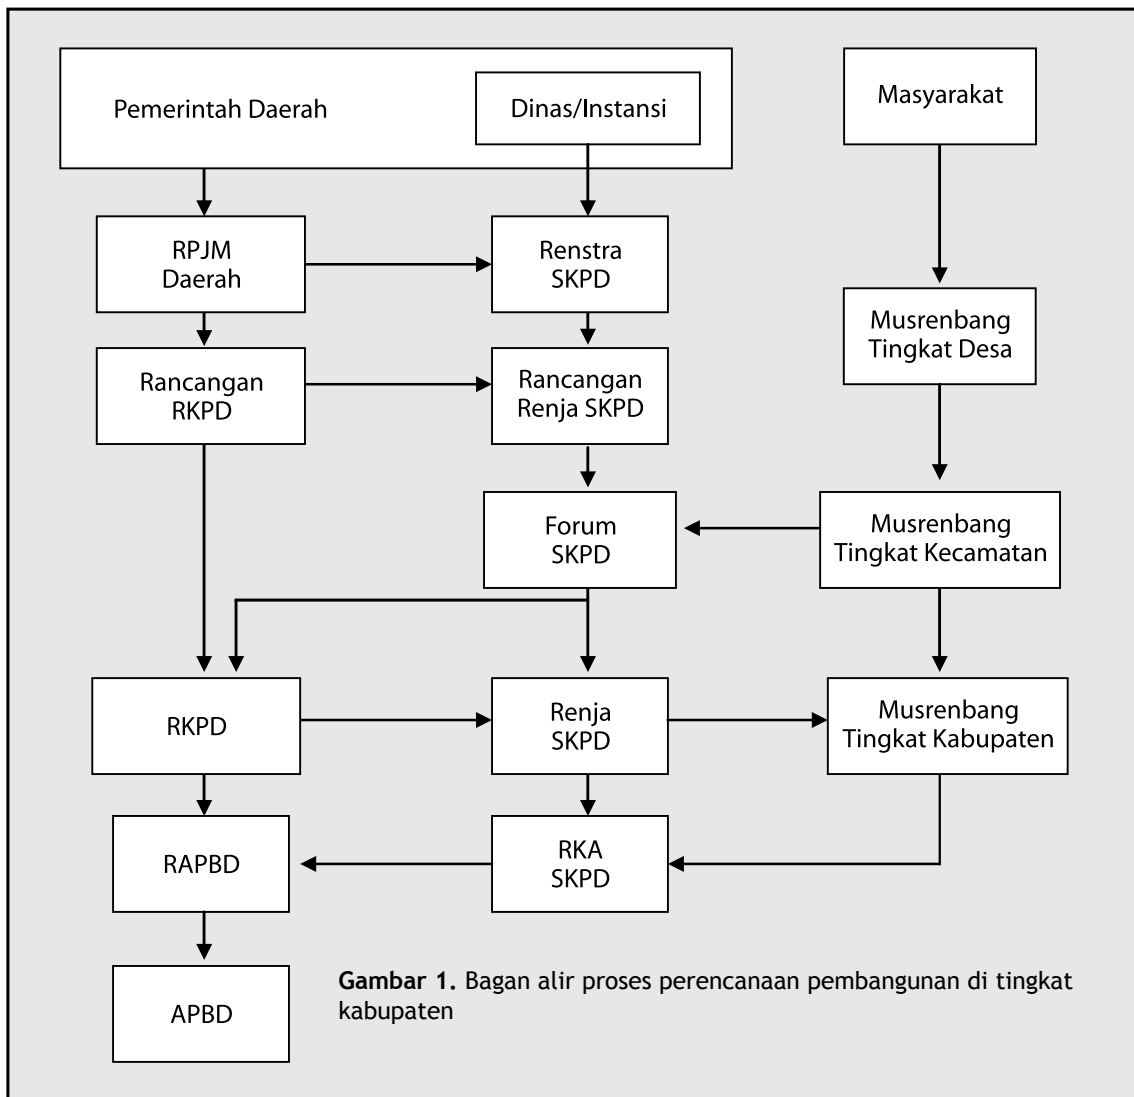 Pemerintah Daerah
Dinas/Instansi
Masyarakat
RPJM
Daerah
Renstra
SKPD
Musrenbang
Tingkat Desa
Rancangan
RKPD
Rancangan
Renja SKPD
Forum
SKPD
Musrenbang
Tingkat Kecamatan
RKPD
Renja
SKPD
Musrenbang
Tingkat Kabupaten
RAPBD
RKA
SKPD
APBD
Gambar 1. Bagan alir proses perencanaan pembangunan di tingkat
kabupaten